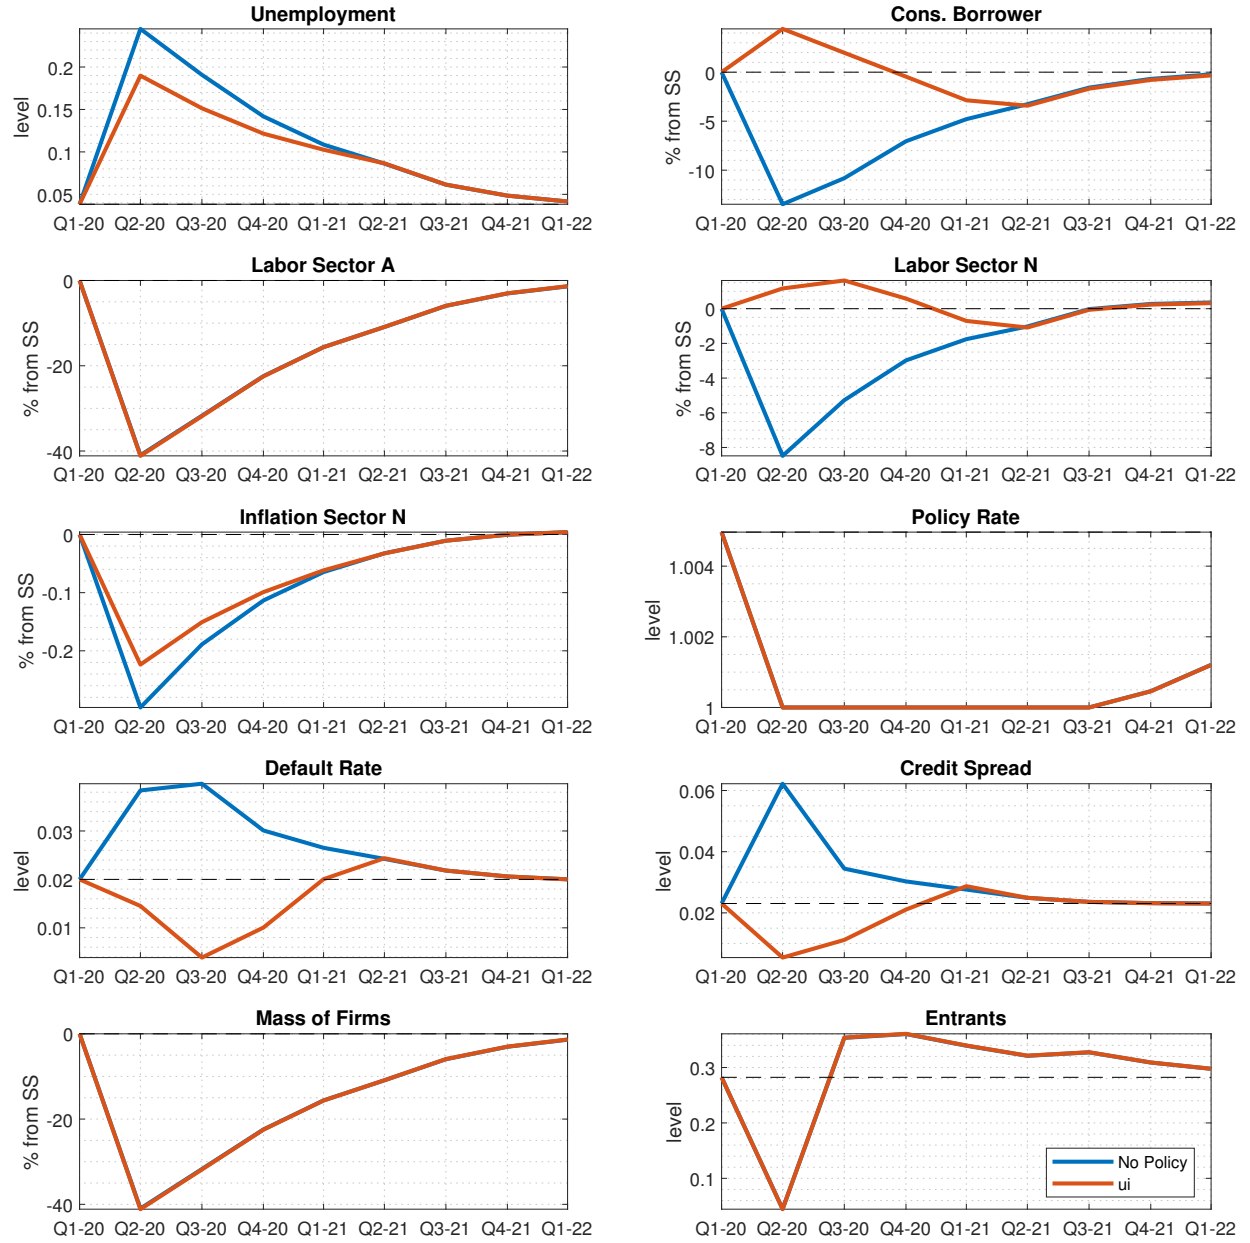 Unemployment
level
0.2
0.15
0.1
0.05
Q1-20 Q2-20 Q3-20 Q4-20 Q1-21 Q2-21 Q3-21 Q4-21 Q1-22
Cons. Borrower
% from SS
0
-5
-10
Q1-20 Q2-20 Q3-20 Q4-20 Q1-21 Q2-21 Q3-21 Q4-21 Q1-22
Labor Sector A
% from SS
0
-20
-40
Q1-20 Q2-20 Q3-20 Q4-20 Q1-21 Q2-21 Q3-21 Q4-21 Q1-22
Labor Sector N
% from SS
0
-2
-4
-6
-8
Q1-20 Q2-20 Q3-20 Q4-20 Q1-21 Q2-21 Q3-21 Q4-21 Q1-22
Inflation Sector N
% from SS
0
-0.1
-0.2
Q1-20 Q2-20 Q3-20 Q4-20 Q1-21 Q2-21 Q3-21 Q4-21 Q1-22
Policy Rate
level
1.004
1.002
1
Q1-20 Q2-20 Q3-20 Q4-20 Q1-21 Q2-21 Q3-21 Q4-21 Q1-22
Default Rate
level
0.03
0.02
0.01
Q1-20 Q2-20 Q3-20 Q4-20 Q1-21 Q2-21 Q3-21 Q4-21 Q1-22
Credit Spread
level
0.06
0.04
0.02
Q1-20 Q2-20 Q3-20 Q4-20 Q1-21 Q2-21 Q3-21 Q4-21 Q1-22
Mass of Firms
% from SS
0
-20
-40
Q1-20 Q2-20 Q3-20 Q4-20 Q1-21 Q2-21 Q3-21 Q4-21 Q1-22
Entrants
level
0.3
0.2
0.1
Q1-20 Q2-20 Q3-20 Q4-20 Q1-21 Q2-21 Q3-21 Q4-21 Q1-22
No Policy
ui